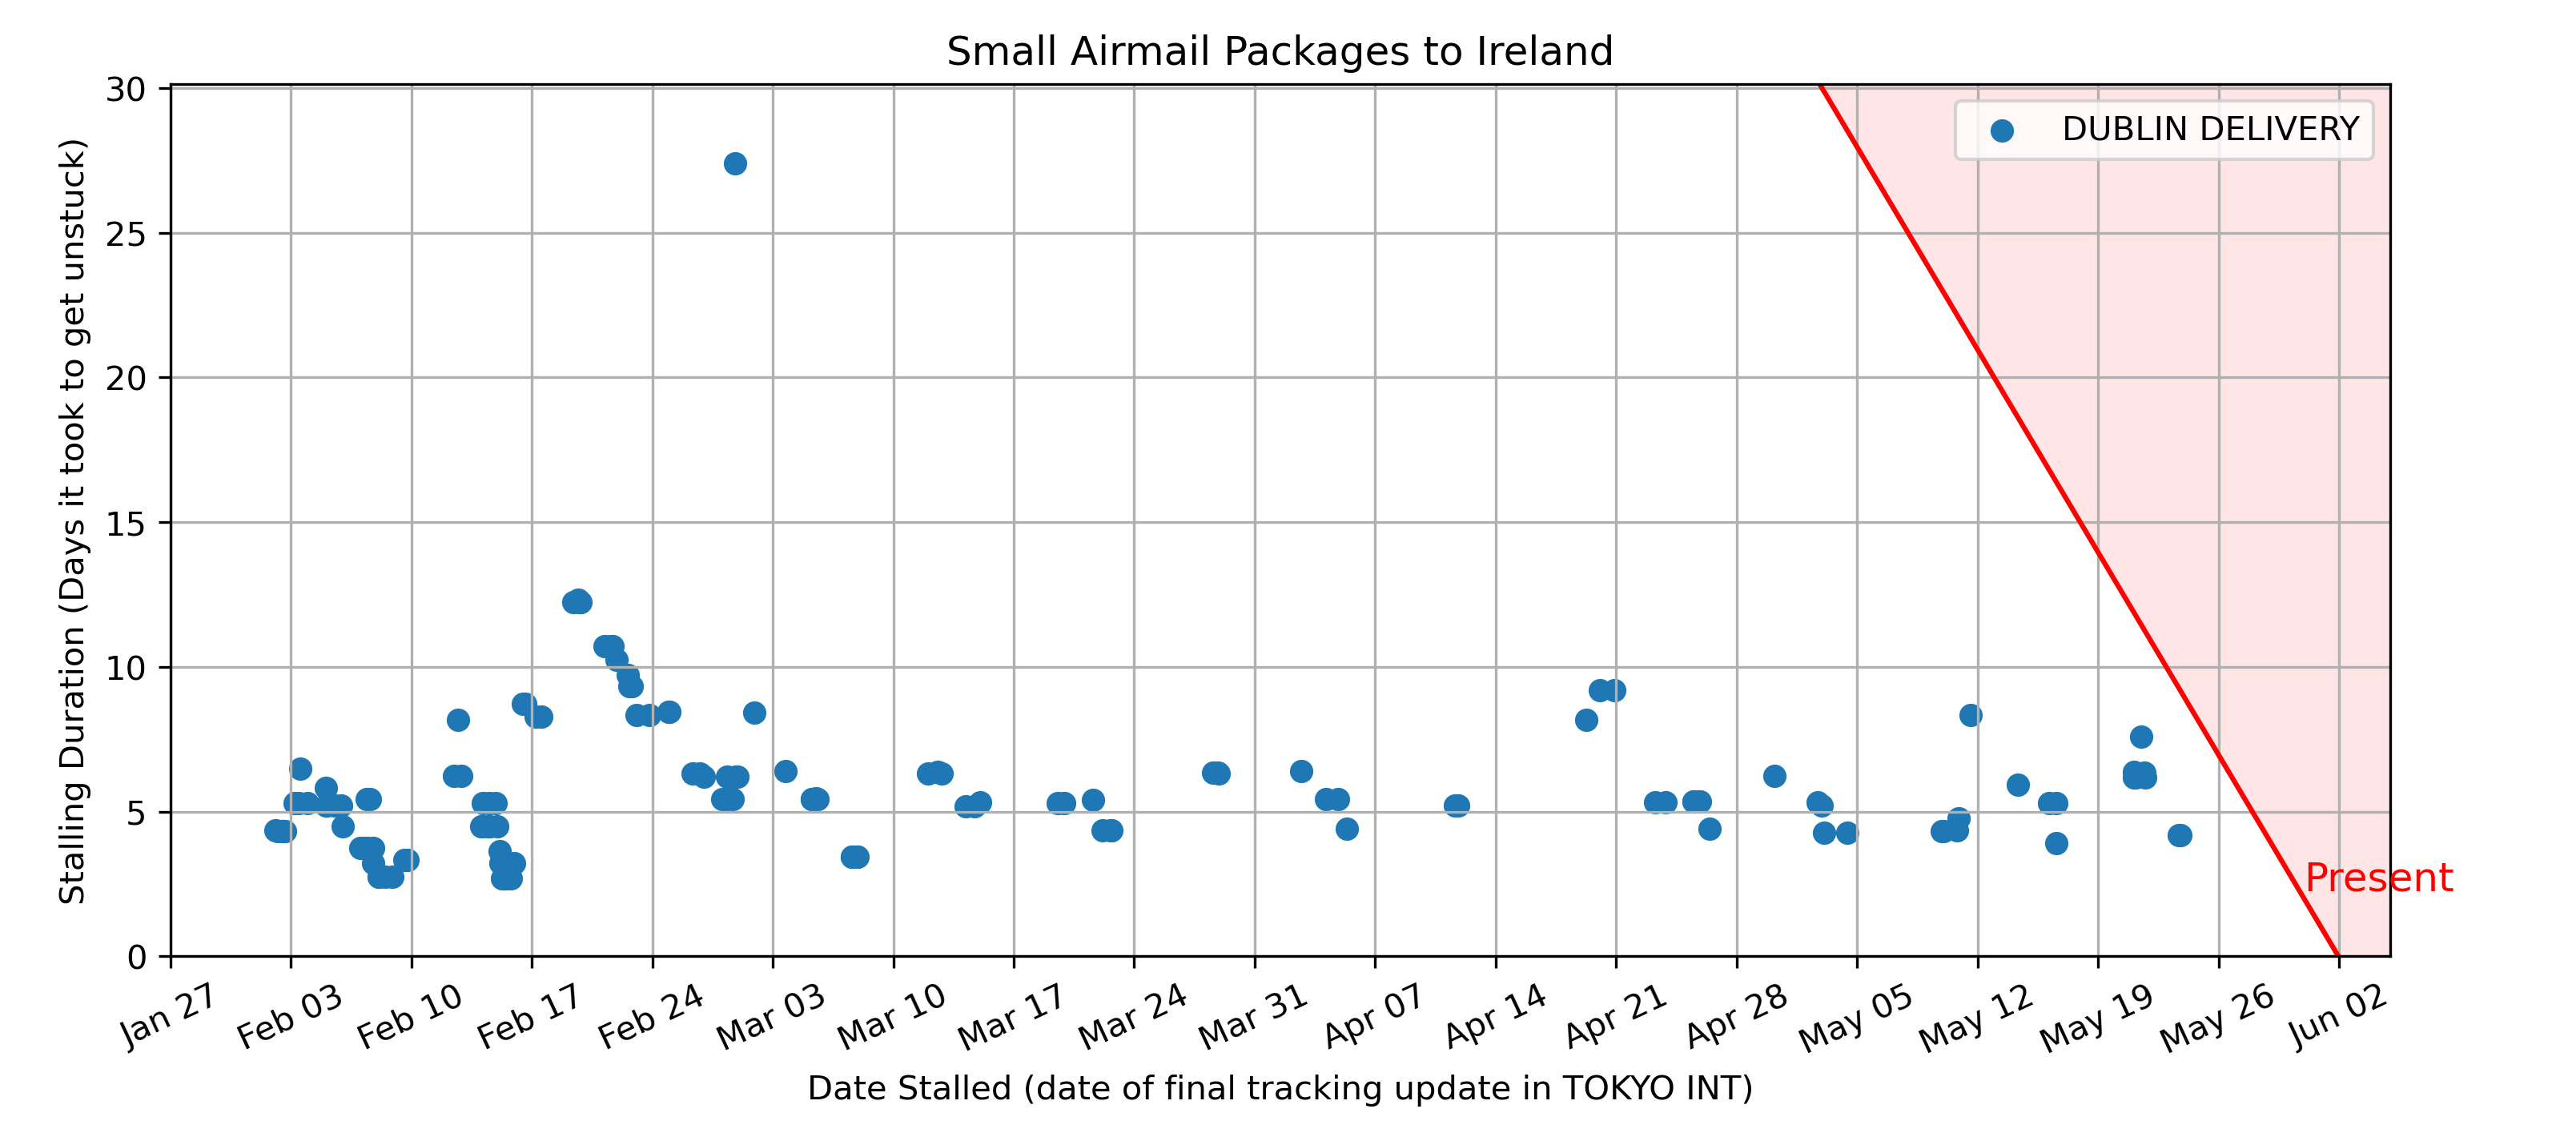 Small Airmail Packages to Ireland
DUBLIN DELIVERY
Stalling Duration (Days it took to get unstuck)
30
25
20
15
10
5
0
Present
Jan 27
Feb 03
Feb 10
Feb 17
Feb 24
Mar 03
Mar 10
Mar 17
Mar 24
Mar 31
Apr 07
Apr 14
Apr 21
Apr 28
May 05
May 12
May 19
May 26
Jun 02
Date Stalled (date of final tracking update in TOKYO INT)